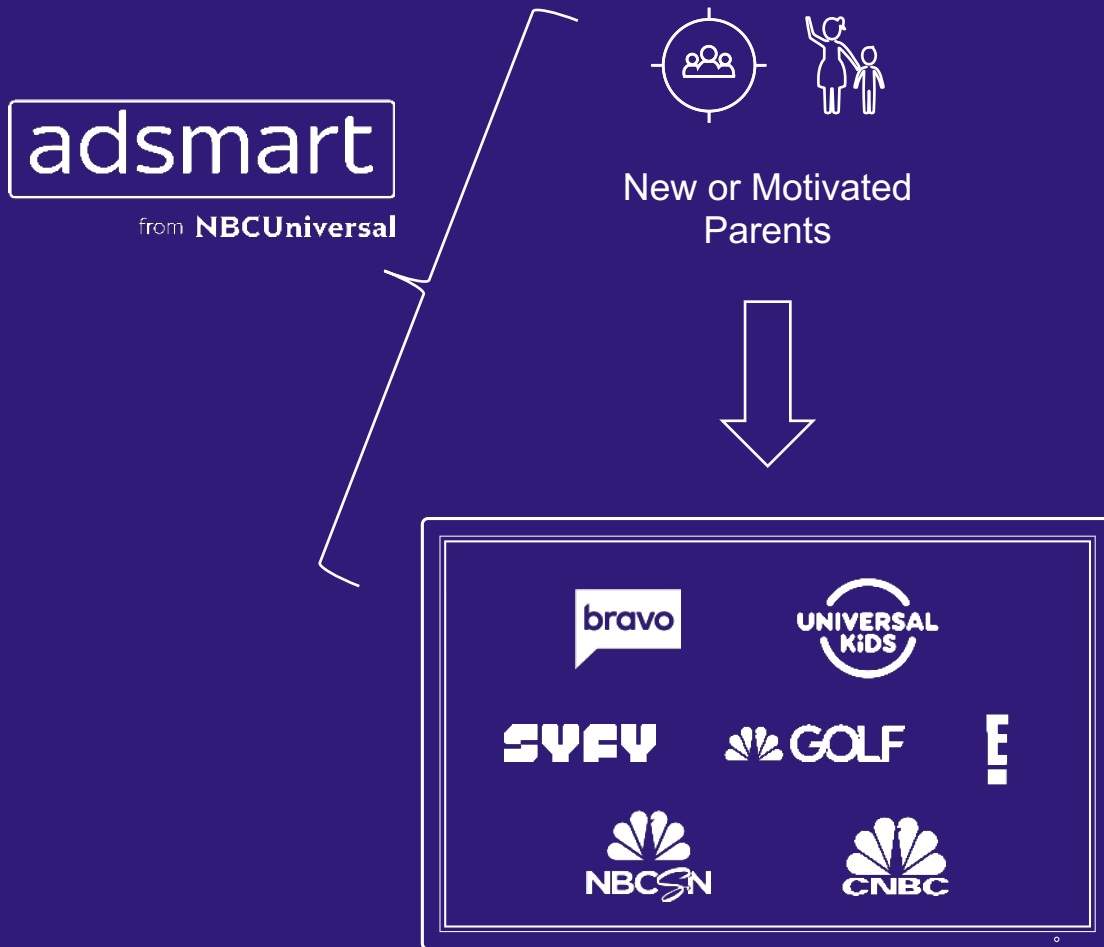 adsmart
from NBCUniversal
New or Motivated
Parents
bravo
UNIVERSAL
KiDS
SYFY
GOLF
E!
NBCSN
CNBC